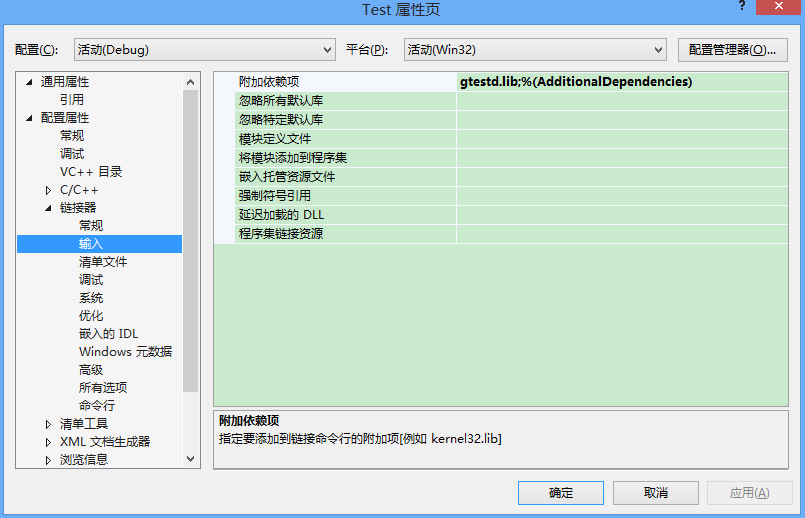 Test 属性页
?
配置(C): 活动(Debug) 平台(P): 活动(Win32) 配置管理器(O)...
通用属性
引用
配置属性
常规
调试
VC++ 目录
C/C++
链接器
常规
输入
清单文件
调试
系统
优化
嵌入的 IDL
Windows 元数据
高级
所有选项
命令行
清单工具
XML 文档生成器
浏览信息
附加依赖项 gtestd.lib;%(AdditionalDependencies)
忽略所有默认库
忽略特定默认库
模块定义文件
将模块添加到程序集
嵌入托管资源文件
强制符号引用
延迟加载的 DLL
程序集链接资源
附加依赖项
指定要添加到链接命令行的附加项[例如 kernel32.lib]
确定 取消 应用(A)